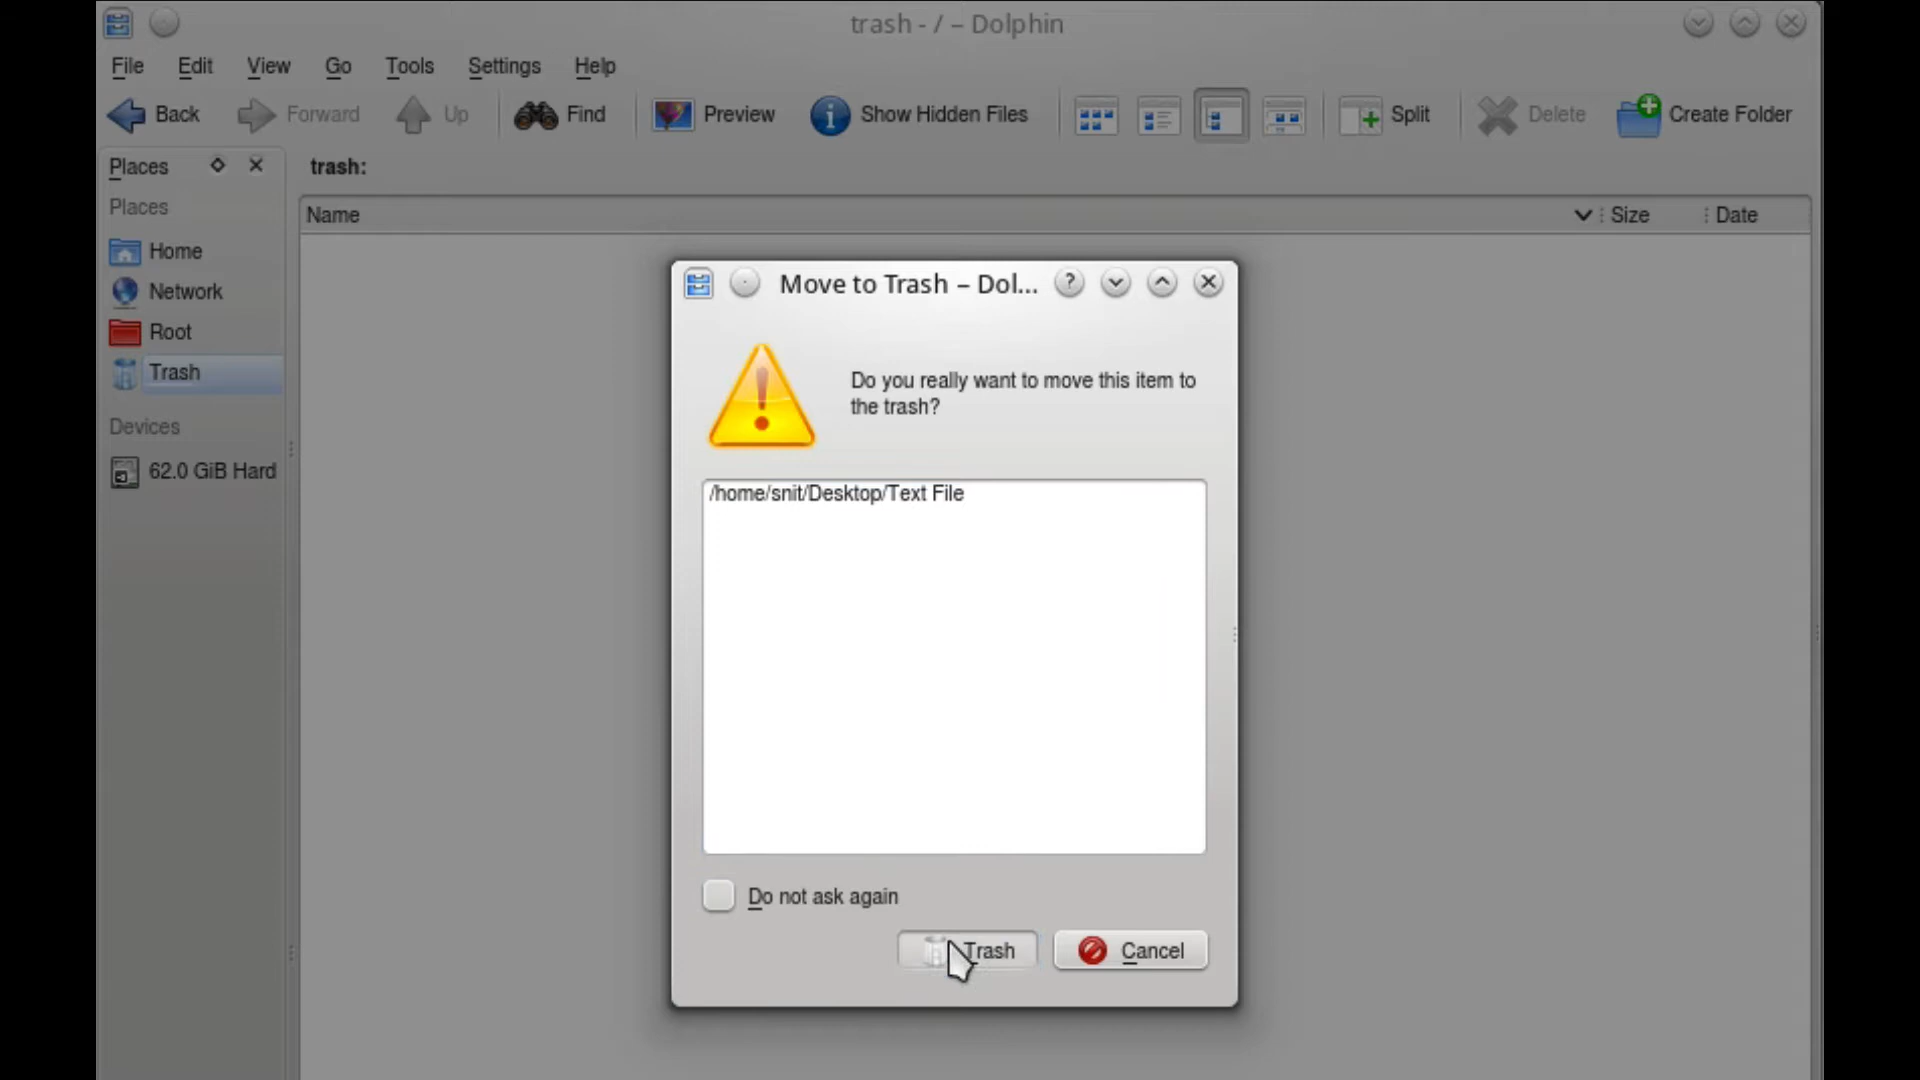 trash - / – Dolphin
File Edit View Go Tools Settings Help
Back Forward Up Find Preview Show Hidden Files Split Delete Create Folder
Places
trash:
Places
Name Size Date
Home
Network
Root
Trash
Devices
62.0 GiB Hard
Move to Trash – Dol...
Do you really want to move this item to
the trash?
/home/snit/Desktop/Text File
Do not ask again
Trash Cancel